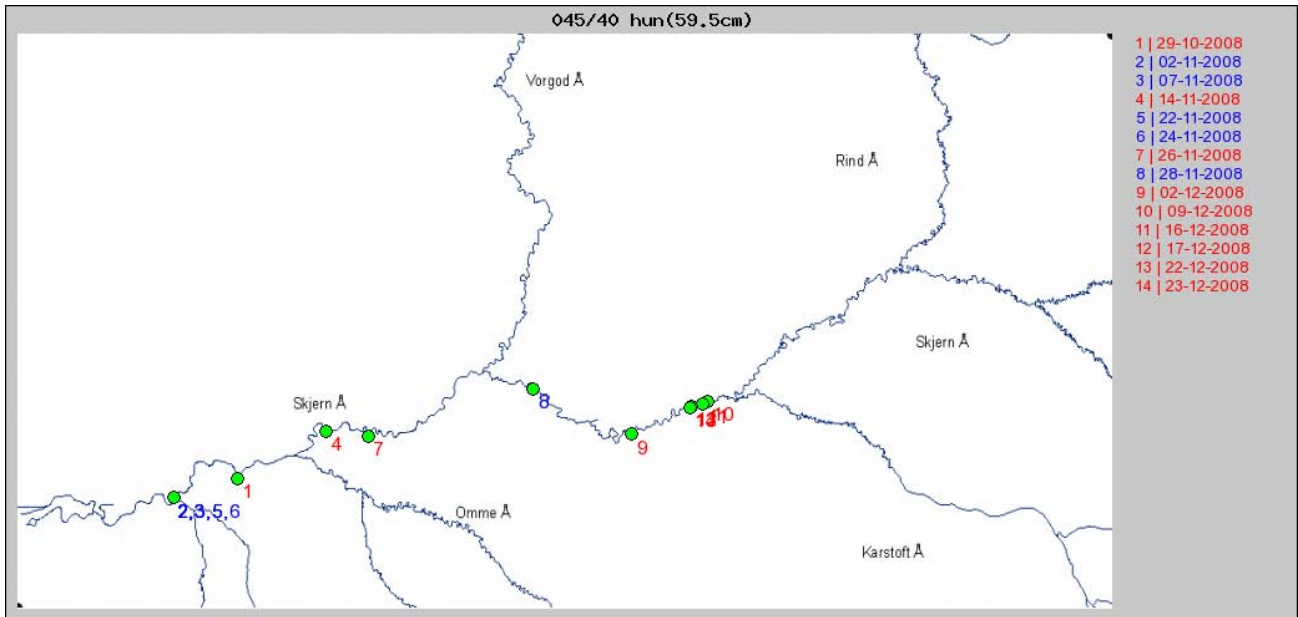 045/40 hun(59.5cm)
1 | 29-10-2008
2 | 02-11-2008
3 | 07-11-2008
4 | 14-11-2008
5 | 22-11-2008
6 | 24-11-2008
7 | 26-11-2008
8 | 28-11-2008
9 | 02-12-2008
10 | 09-12-2008
11 | 16-12-2008
12 | 17-12-2008
13 | 22-12-2008
14 | 23-12-2008
Vorgod Å
Rind Å
Skjern Å
Skjern Å
8
10
4
7
9
1
2,3,5,6
Omme Å
Karstoft Å